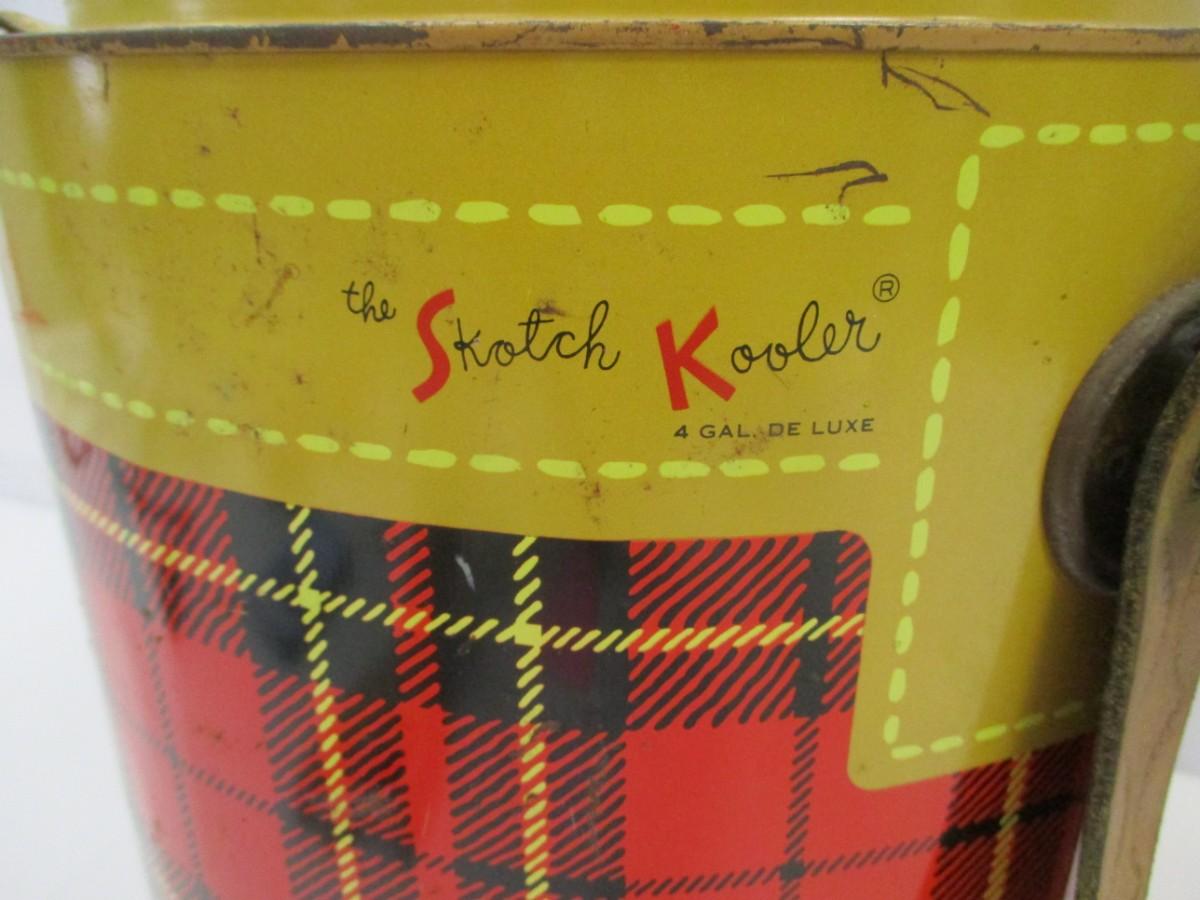 the Skotch Kooler®
4 GAL. DE LUXE